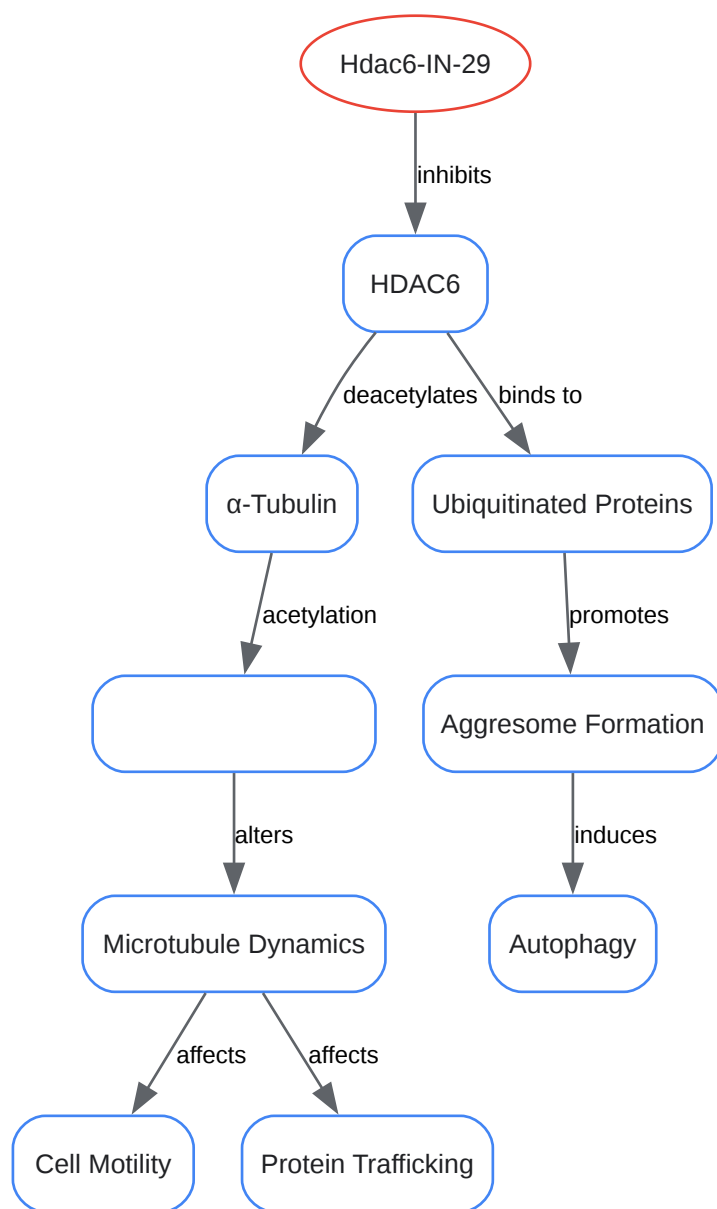 Hdac6-IN-29
inhibits
HDAC6
deacetylates
binds to
α-Tubulin
Ubiquitinated Proteins
acetylation
promotes
Aggresome Formation
alters
induces
Microtubule Dynamics
Autophagy
affects
affects
Cell Motility
Protein Trafficking